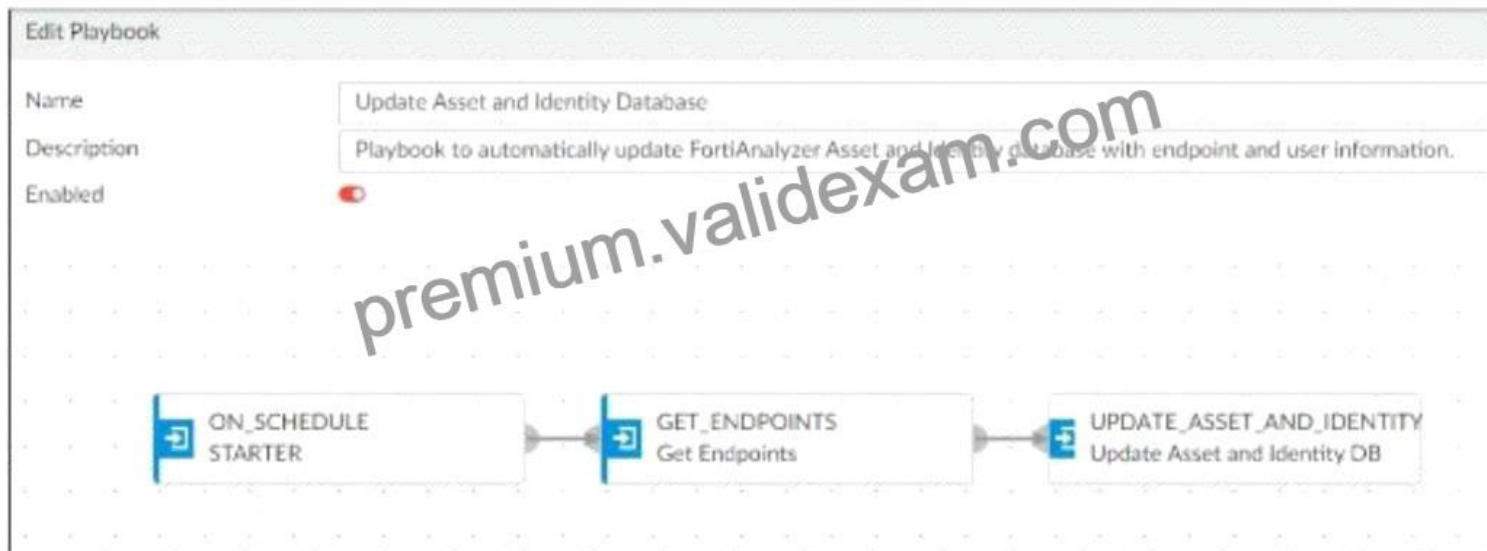 Edit Playbook
Name
Update Asset and Identity Database
Description
Playbook to automatically update FortiAnalyzer Asset and Identity database with endpoint and user information.
Enabled
premium.validexam.com
ON_SCHEDULE
STARTER
GET_ENDPOINTS
Get Endpoints
UPDATE_ASSET_AND_IDENTITY
Update Asset and Identity DB